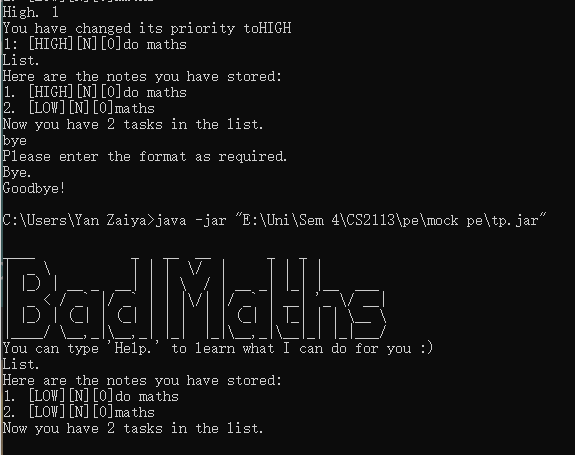 High. 1
You have changed its priority toHIGH
1: [HIGH][N][0]do maths
List.
Here are the notes you have stored:
1. [HIGH][N][0]do maths
2. [LOW][N][0]maths
Now you have 2 tasks in the list.
bye
Please enter the format as required.
Bye.
Goodbye!
C:\Users\Yan Zaiya>java -jar "E:\Uni\Sem 4\CS2113\pe\mock pe\tp.jar"
Bad Maths
You can type 'Help.' to learn what I can do for you :)
List.
Here are the notes you have stored:
1. [LOW][N][0]do maths
2. [LOW][N][0]maths
Now you have 2 tasks in the list.